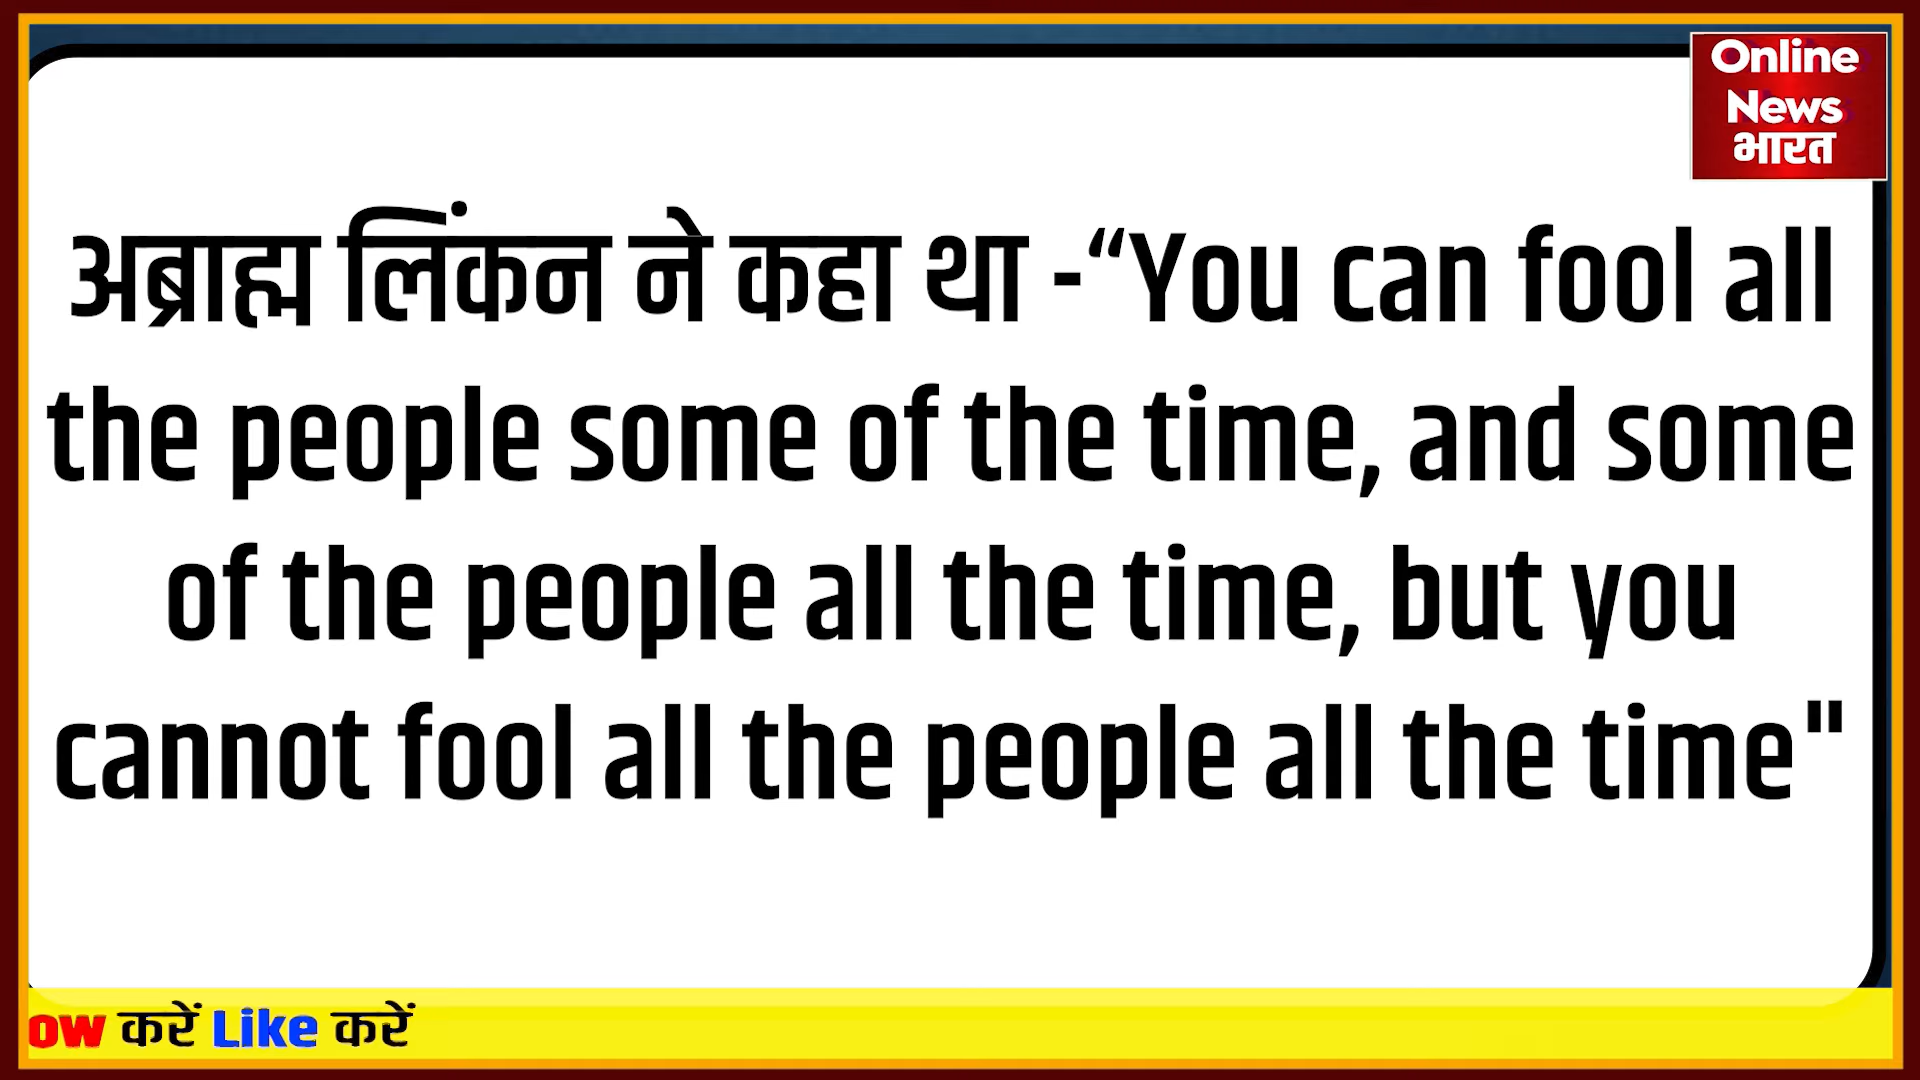 Online
News
भारत
अब्राह्म लिंकन ने कहा था -“You can fool all
the people some of the time, and some
of the people all the time, but you
cannot fool all the people all the time"
ow करें Like करें